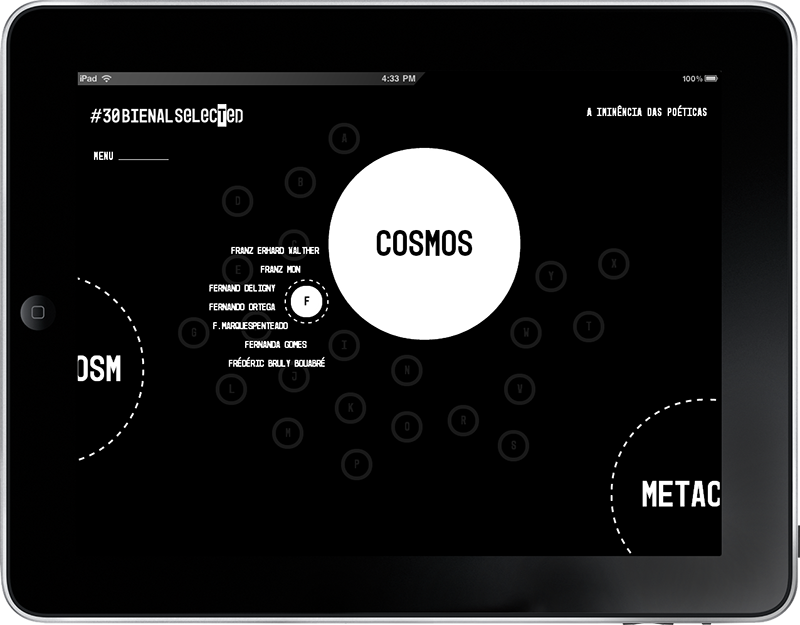 iPad 4:33 PM 100%
#30BIENALSELECTED
A IMINÊNCIA DAS POÉTICAS
MENU
A
B
D
C
COSMOS
FRANZ ERHARD WALTHER
FRANZ MON
E
FERNAND DELIGNY
FERNANDO ORTEGA
F
F.MARQUESPENTEADO
FERNANDA GOMES
FRÉDÉRIC BRULY BOUABRÉ
Y
X
G
I
W
T
OSM
N
L
J
V
K
M
O
R
S
P
METAC